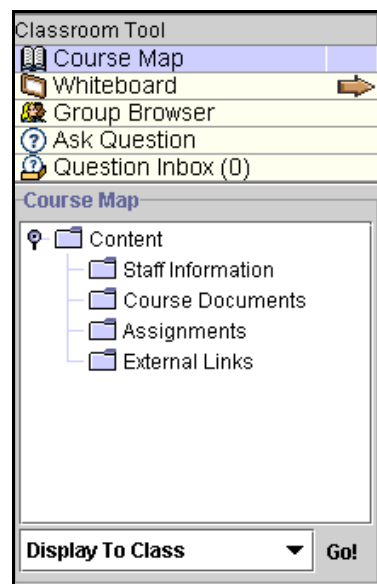 Classroom Tool
Course Map
Whiteboard
Group Browser
Ask Question
Question Inbox (0)
Course Map
Content
Staff Information
Course Documents
Assignments
External Links
Display To Class Go!